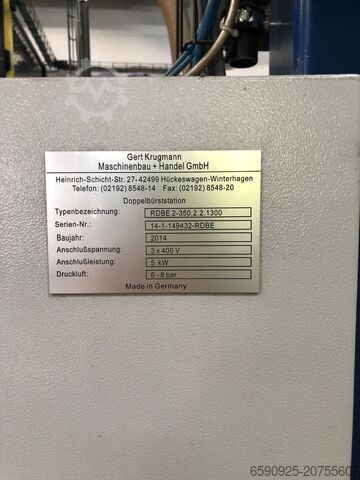 Gert Krugmann
Maschinenbau + Handel GmbH
Heinrich-Schicht-Str. 27-42499 Hückeswagen-Winterhagen
Telefon: (02192) 8548-14 Fax: (02192) 8548-20
Doppelbürststation
Typenbezeichnung: RDBE 2-350.2.2.1300
Serien-Nr.: 14-1-149432-RDBE
Baujahr: 2014
Anschlußspannung: 3 x 400 V
Anschlußleistung: 5 kW
Druckluft: 6 - 8 bar
Made in Germany
6590925-20755607